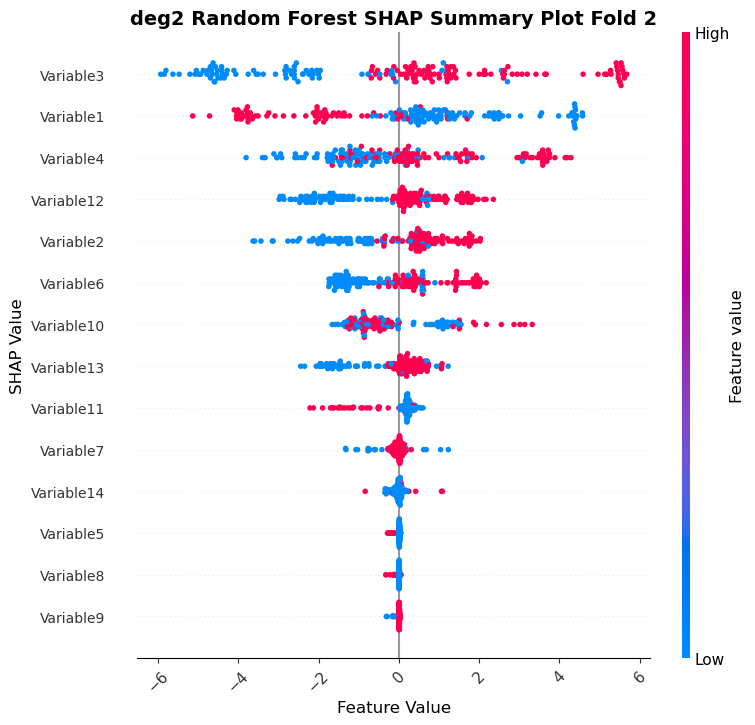 deg2 Random Forest SHAP Summary Plot Fold 2
High
Variable3
Variable1
Variable4
Variable12
Variable2
Variable6
Variable10
Variable13
Variable11
Variable7
Variable14
Variable5
Variable8
Variable9
SHAP Value
Feature value
Low
−6
−4
−2
0
2
4
6
Feature Value